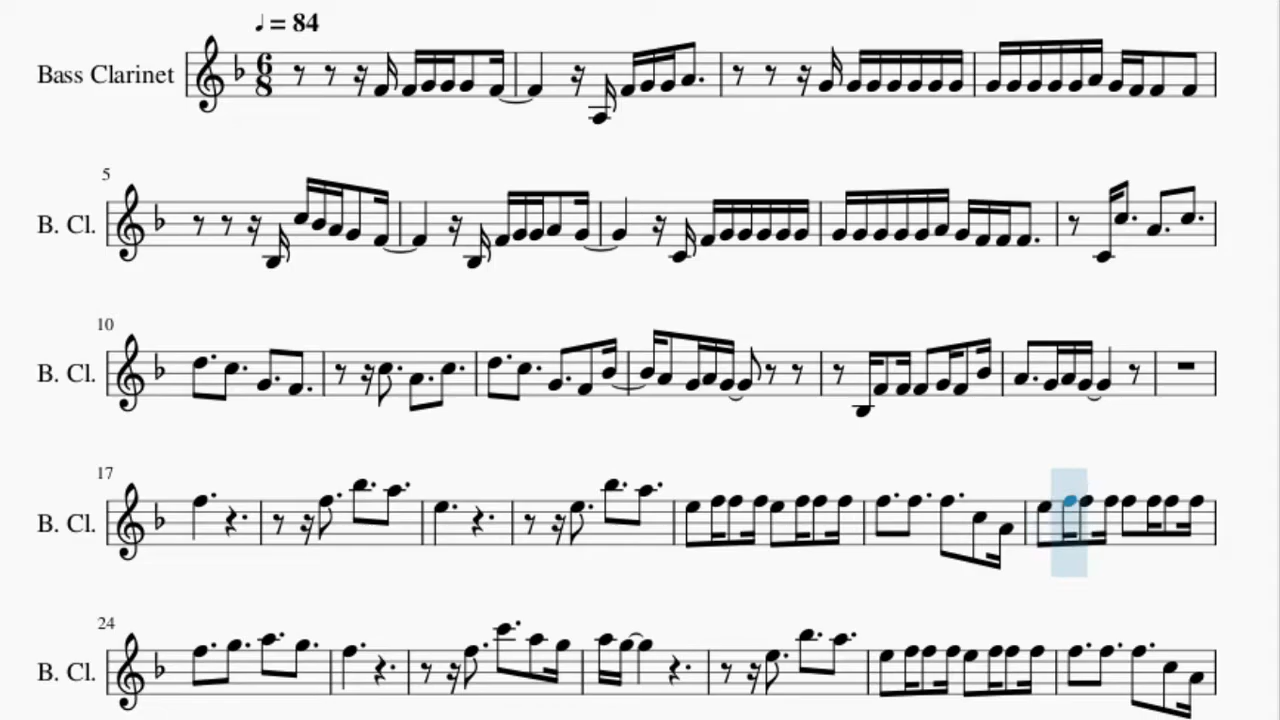 ♩ = 84
Bass Clarinet
6
8
5
B. Cl.
10
B. Cl.
17
B. Cl.
24
B. Cl.